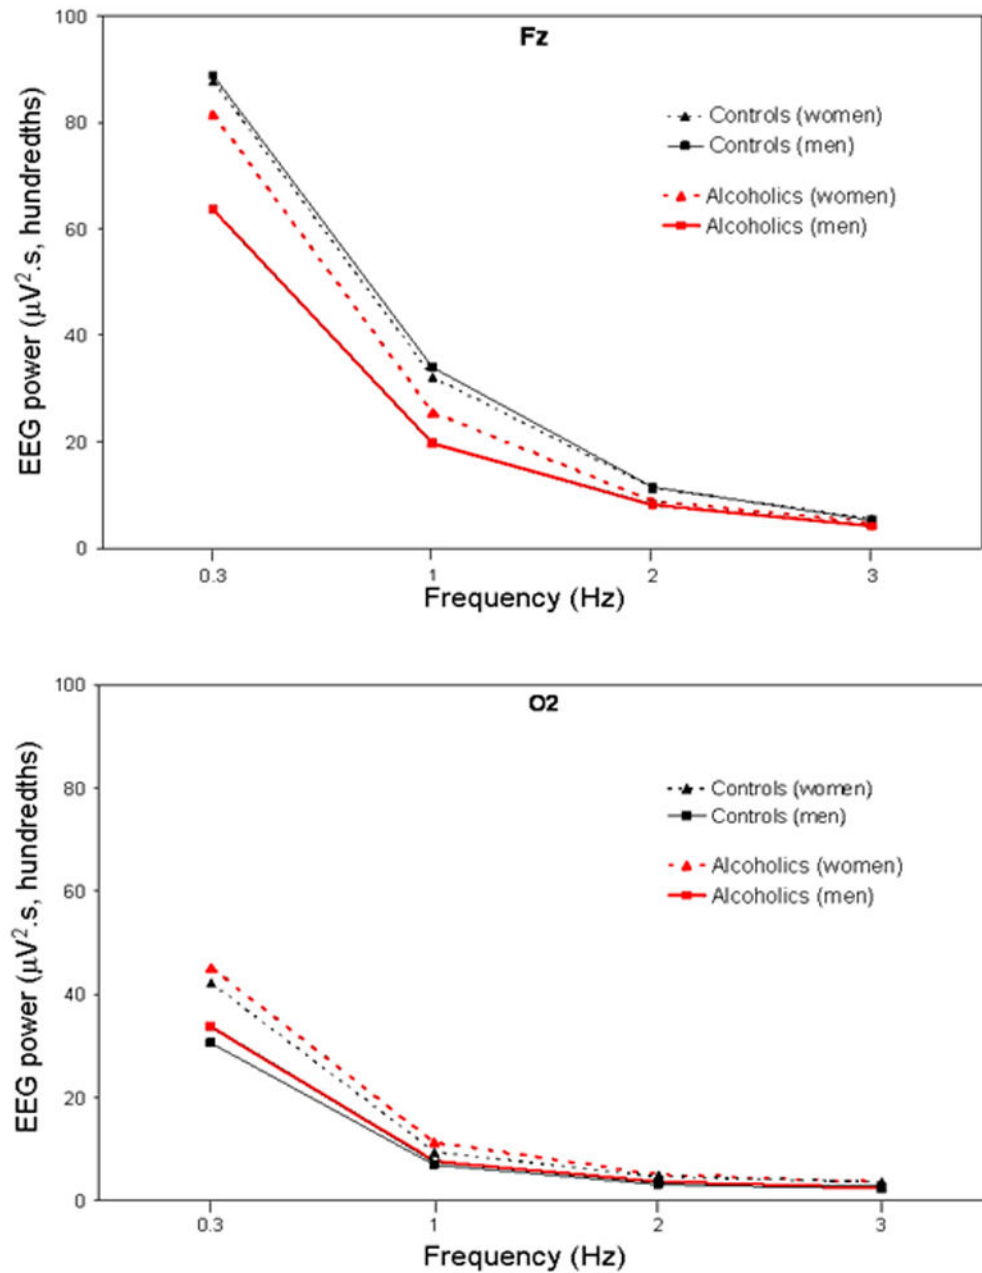 Fz
100
80
60
40
20
0
EEG power (μV².s, hundredths)
Controls (women)
Controls (men)
Alcoholics (women)
Alcoholics (men)
0.3 1 2 3
Frequency (Hz)
O2
100
80
60
40
20
0
EEG power (μV².s, hundredths)
Controls (women)
Controls (men)
Alcoholics (women)
Alcoholics (men)
0.3 1 2 3
Frequency (Hz)